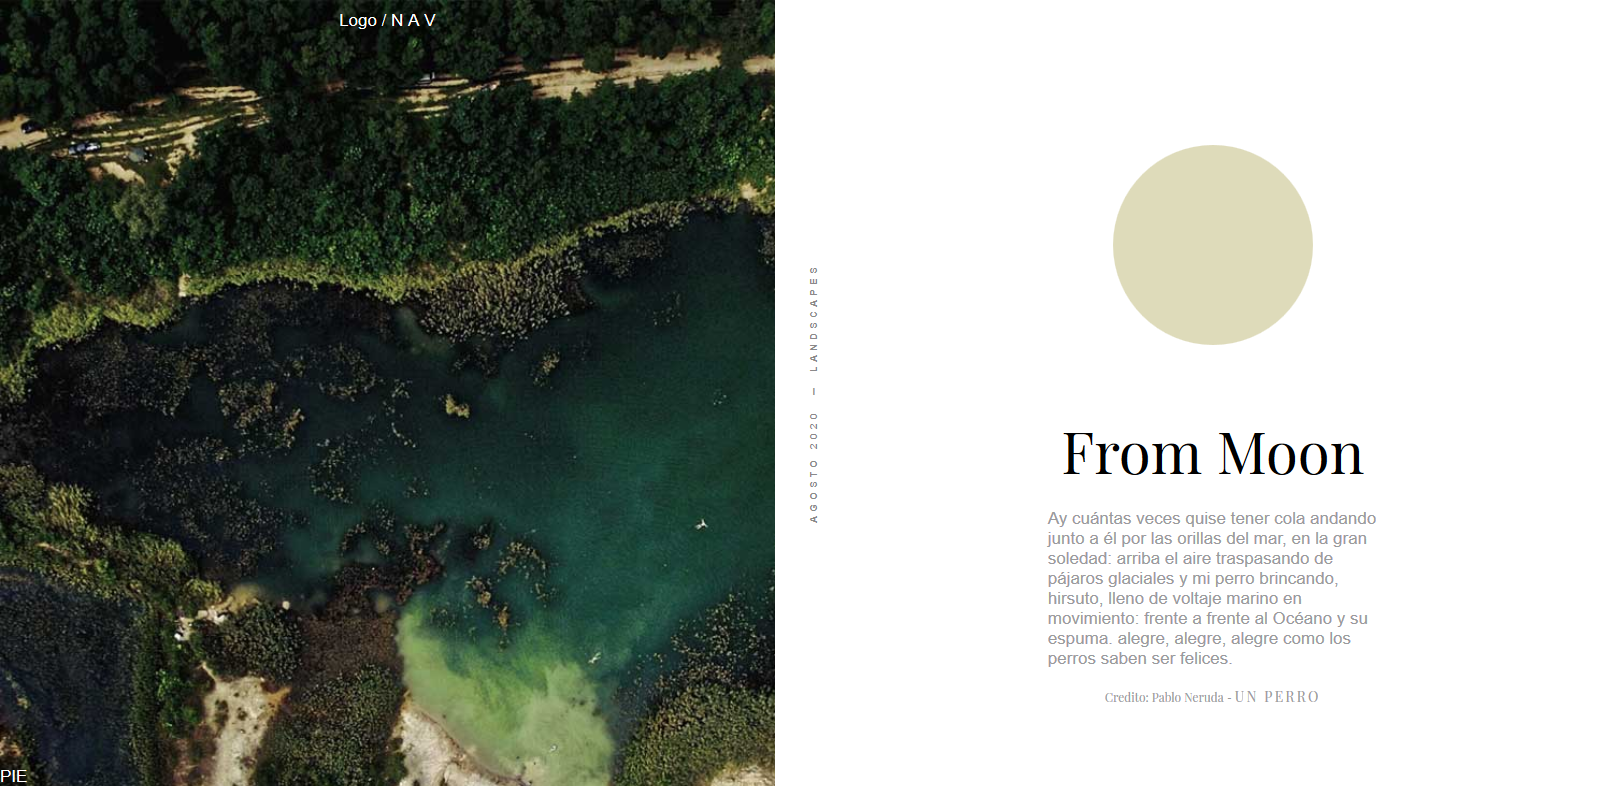 Logo / N A V
PIE
AGOSTO 2020 — LANDSCAPES
From Moon
Ay cuántas veces quise tener cola andando
junto a él por las orillas del mar, en la gran
soledad: arriba el aire traspasando de
pájaros glaciales y mi perro brincando,
hirsuto, lleno de voltaje marino en
movimiento: frente a frente al Océano y su
espuma. alegre, alegre, alegre como los
perros saben ser felices.
Credito: Pablo Neruda - UN PERRO